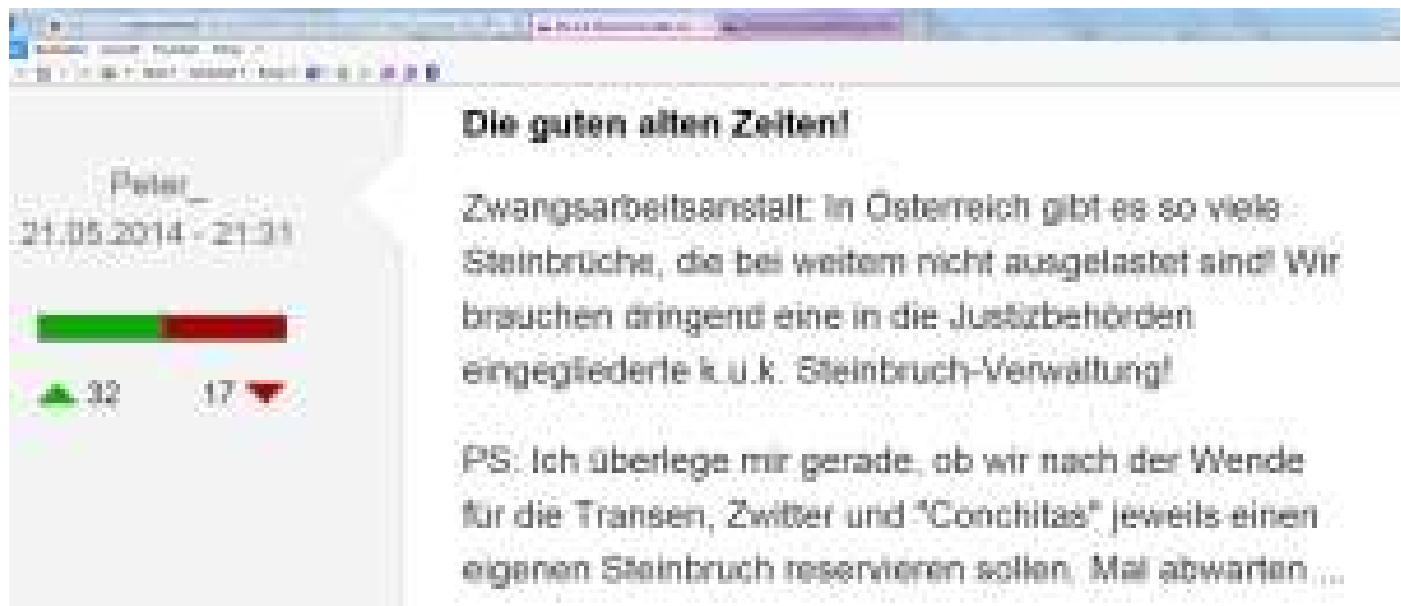 Die guten alten Zeiten!
Peter_
21.05.2014 - 21:31
32
17
Zwangsarbeitsanstalt: In Österreich gibt es so viele
Steinbrüche, die bei weitem nicht ausgelastet sind! Wir
brauchen dringend eine in die Justizbehörden
eingegliederte k.u.k. Steinbruch-Verwaltung!
PS: Ich überlege mir gerade, ob wir nach der Wende
für die Transen, Zwitter und "Conchitas" jeweils einen
eigenen Steinbruch reservieren sollen. Mal abwarten ...